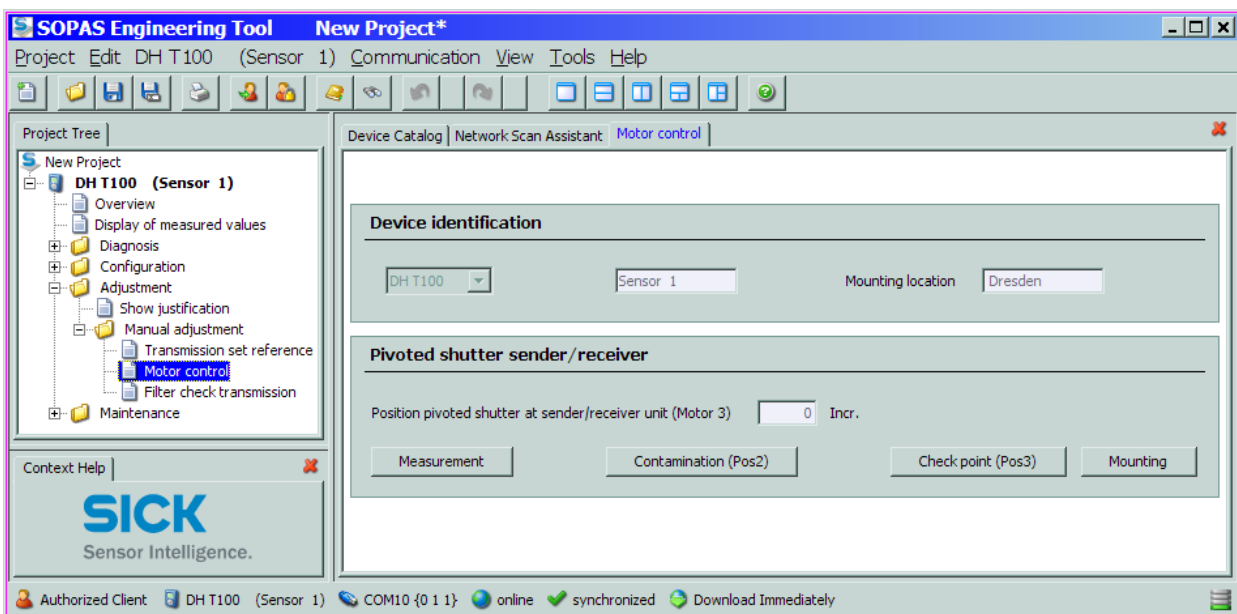 SOPAS Engineering Tool New Project*
Project Edit DH T100 (Sensor 1) Communication View Tools Help
Project Tree
New Project
DH T100 (Sensor 1)
Overview
Display of measured values
Diagnosis
Configuration
Adjustment
Show justification
Manual adjustment
Transmission set reference
Motor control
Filter check transmission
Maintenance
Context Help
SICK
Sensor Intelligence.
Device Catalog Network Scan Assistant Motor control
Device identification
DH T100 Sensor 1 Mounting location Dresden
Pivoted shutter sender/receiver
Position pivoted shutter at sender/receiver unit (Motor 3) 0 Incr.
Measurement Contamination (Pos2) Check point (Pos3) Mounting
Authorized Client DH T100 (Sensor 1) COM10 {0 1 1} online synchronized Download Immediately